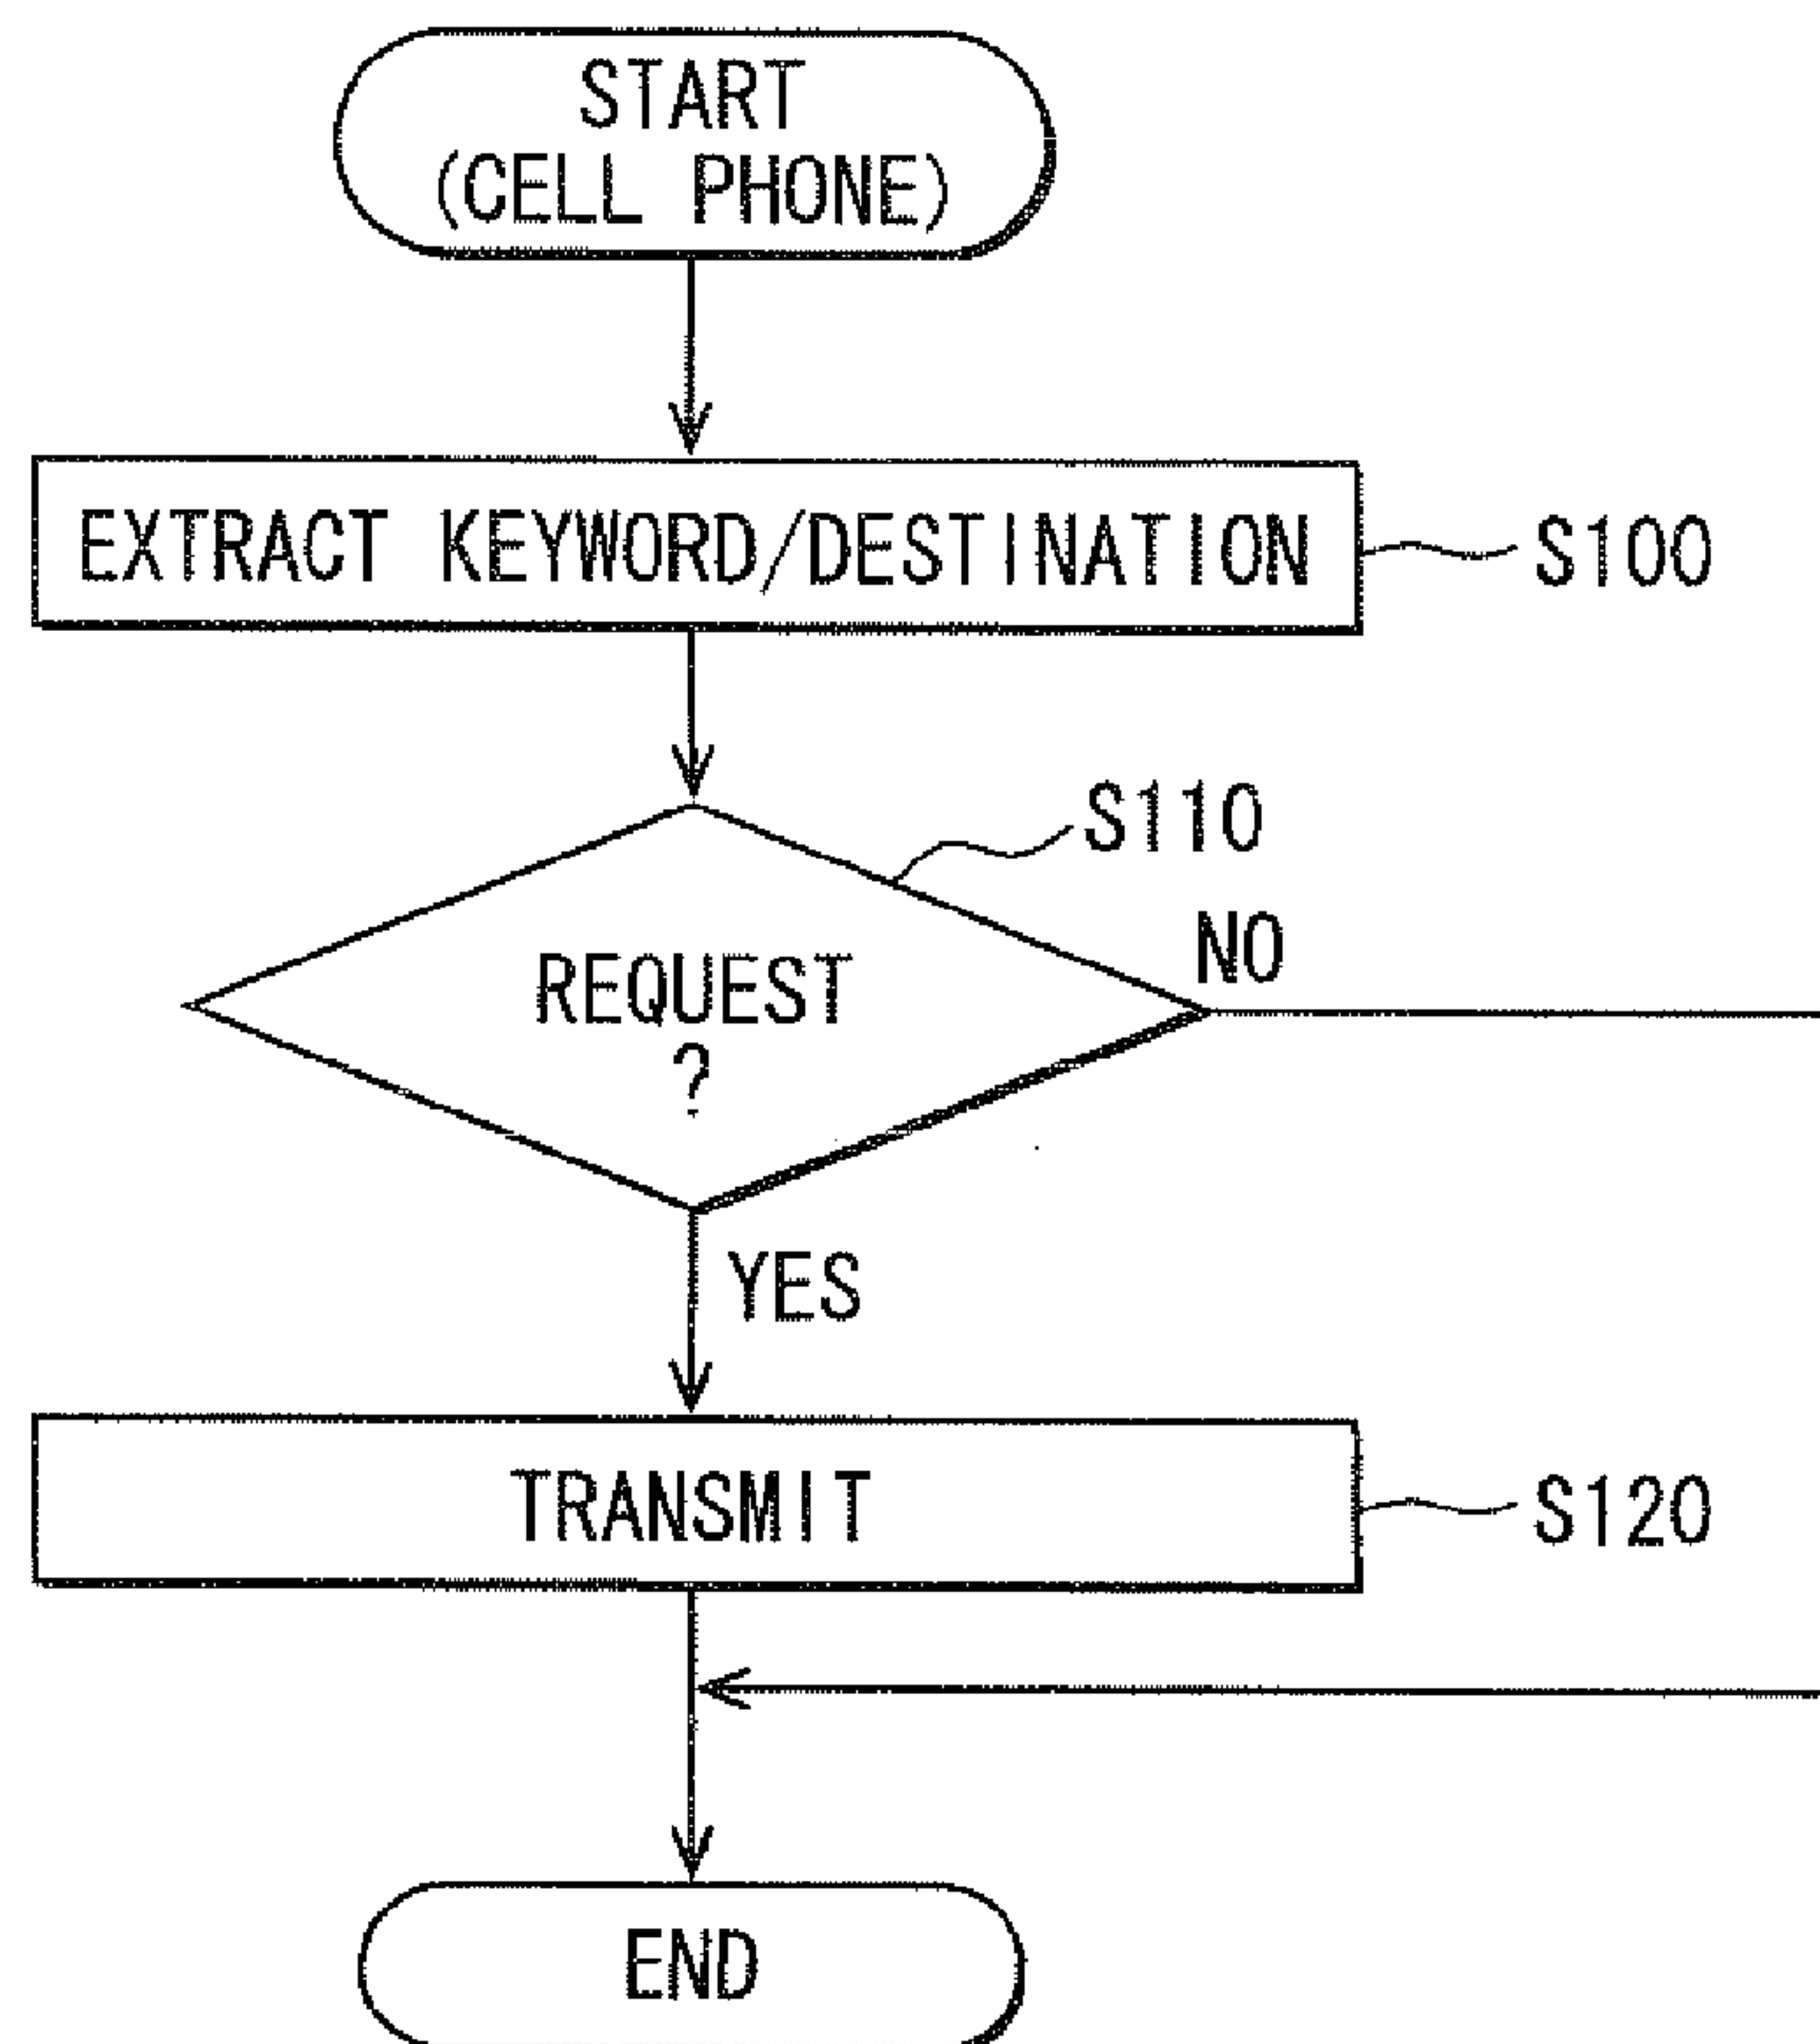 START
(CELL PHONE)
EXTRACT KEYWORD/DESTINATION
S100
S110
NO
REQUEST
?
YES
TRANSMIT
S120
END